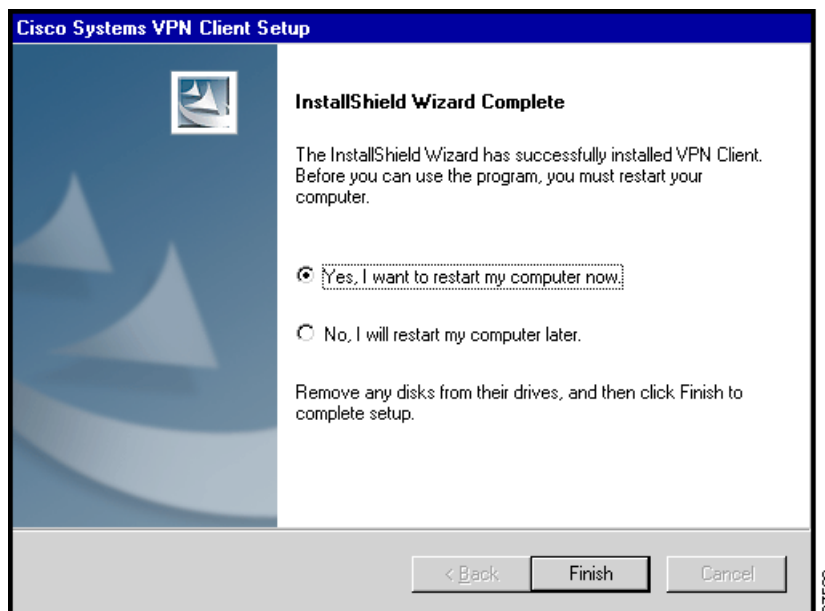 Cisco Systems VPN Client Setup
InstallShield Wizard Complete
The InstallShield Wizard has successfully installed VPN Client.
Before you can use the program, you must restart your
computer.
Yes, I want to restart my computer now.
No, I will restart my computer later.
Remove any disks from their drives, and then click Finish to
complete setup.
< Back
Finish
Cancel